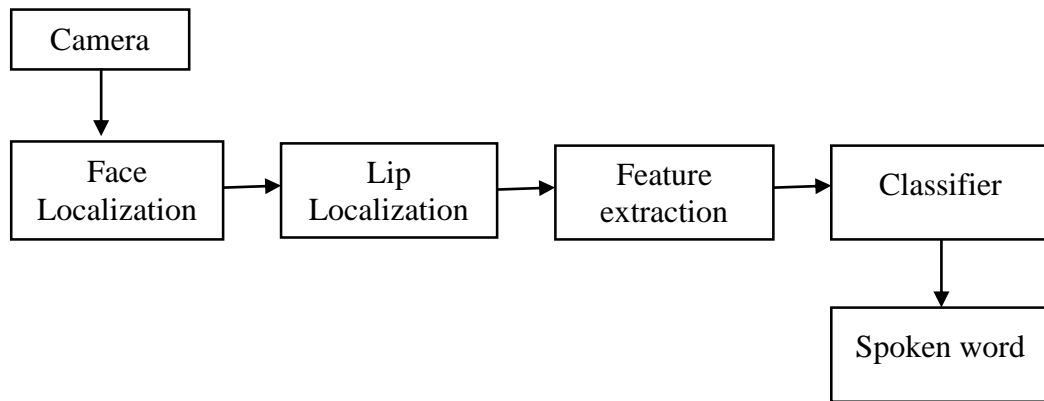 Camera
Face
Localization
Lip
Localization
Feature
extraction
Classifier
Spoken word